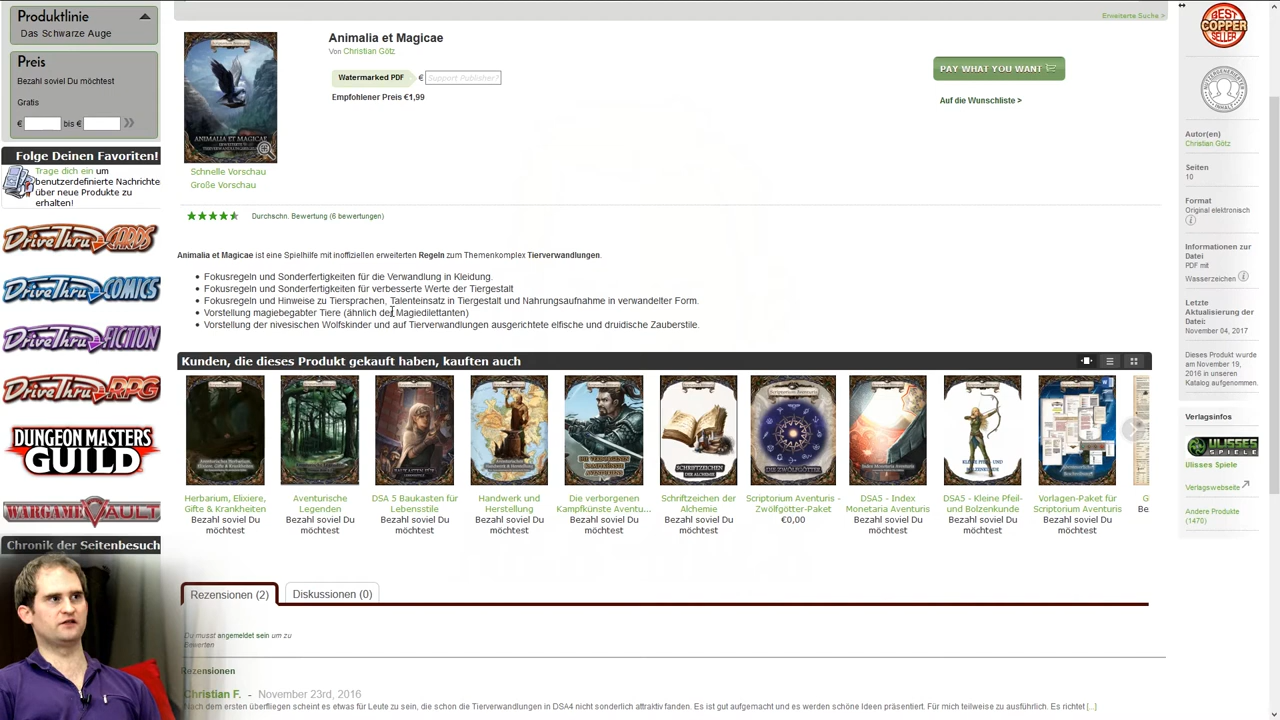 Produktlinie
Das Schwarze Auge
Preis
Bezahl soviel Du möchtest
Gratis
€ bis €
Folge Deinen Favoriten!
Trage dich ein um
benutzerdefinierte Nachrichte
über neue Produkte zu
erhalten!
DriveThru CARDS
DriveThru COMICS
DriveThru FICTION
DriveThru RPG
DUNGEON MASTERS
GUILD
WARGAME VAULT
Chronik der Seitenbesuch
Erweiterte Suche >
ANIMALIA ET MAGICAE
Schnelle Vorschau
Große Vorschau
Animalia et Magicae
Von Christian Götz
Watermarked PDF € Support Publisher?
Empfohlener Preis €1,99
PAY WHAT YOU WANT
Auf die Wunschliste >
Durchschn. Bewertung (6 bewertungen)
Animalia et Magicae ist eine Spielhilfe mit inoffiziellen erweiterten Regeln zum Themenkomplex Tierverwandlungen.
• Fokusregeln und Sonderfertigkeiten für die Verwandlung in Kleidung.
• Fokusregeln und Sonderfertigkeiten für verbesserte Werte der Tiergestalt
• Fokusregeln und Hinweise zu Tiersprachen, Talenteinsatz in Tiergestalt und Nahrungsaufnahme in verwandelter Form.
• Vorstellung magiebegabter Tiere (ähnlich der Magiedilettanten)
• Vorstellung der nivesischen Wolfskinder und auf Tierverwandlungen ausgerichtete elfische und druidische Zauberstile.
Kunden, die dieses Produkt gekauft haben, kauften auch
SCHRIFTZEICHEN
DER ALCHEMIE
DIE ZWÖLFGÖTTER
Herbarium, Elixiere,
Gifte & Krankheiten
Bezahl soviel Du
möchtest
Aventurische
Legenden
Bezahl soviel Du
möchtest
DSA 5 Baukasten für
Lebensstile
Bezahl soviel Du
möchtest
Handwerk und
Herstellung
Bezahl soviel Du
möchtest
Die verborgenen
Kampfkünste Aventu...
Bezahl soviel Du
möchtest
Schriftzeichen der
Alchemie
Bezahl soviel Du
möchtest
Scriptorium Aventuris -
Zwölfgötter-Paket
€0,00
DSA5 - Index
Monetaria Aventuris
Bezahl soviel Du
möchtest
DSA5 - Kleine Pfeil-
und Bolzenkunde
Bezahl soviel Du
möchtest
Vorlagen-Paket für
Scriptorium Aventuris
Bezahl soviel Du
möchtest
G
Be
Rezensionen (2)
Diskussionen (0)
Du musst angemeldet sein um zu
Bewerten
Rezensionen
Christian F. - November 23rd, 2016
Nach dem ersten überfliegen scheint es etwas für Leute zu sein, die schon die Tierverwandlungen in DSA4 nicht sonderlich attraktiv fanden. Es ist gut aufgemacht und es werden schöne Ideen präsentiert. Für mich teilweise zu ausführlich. Es richtet [...]
BEST
COPPER
SELLER
Autor(en)
Christian Götz
Seiten
10
Format
Original elektronisch
Informationen zur
Datei
PDF mit
Wasserzeichen
Letzte
Aktualisierung der
Datei:
November 04, 2017
Dieses Produkt wurde
am November 19,
2016 in unseren
Katalog aufgenommen.
Verlagsinfos
ULISSES
SPIELE
Ulisses Spiele
Verlagswebseite
Andere Produkte
(1470)